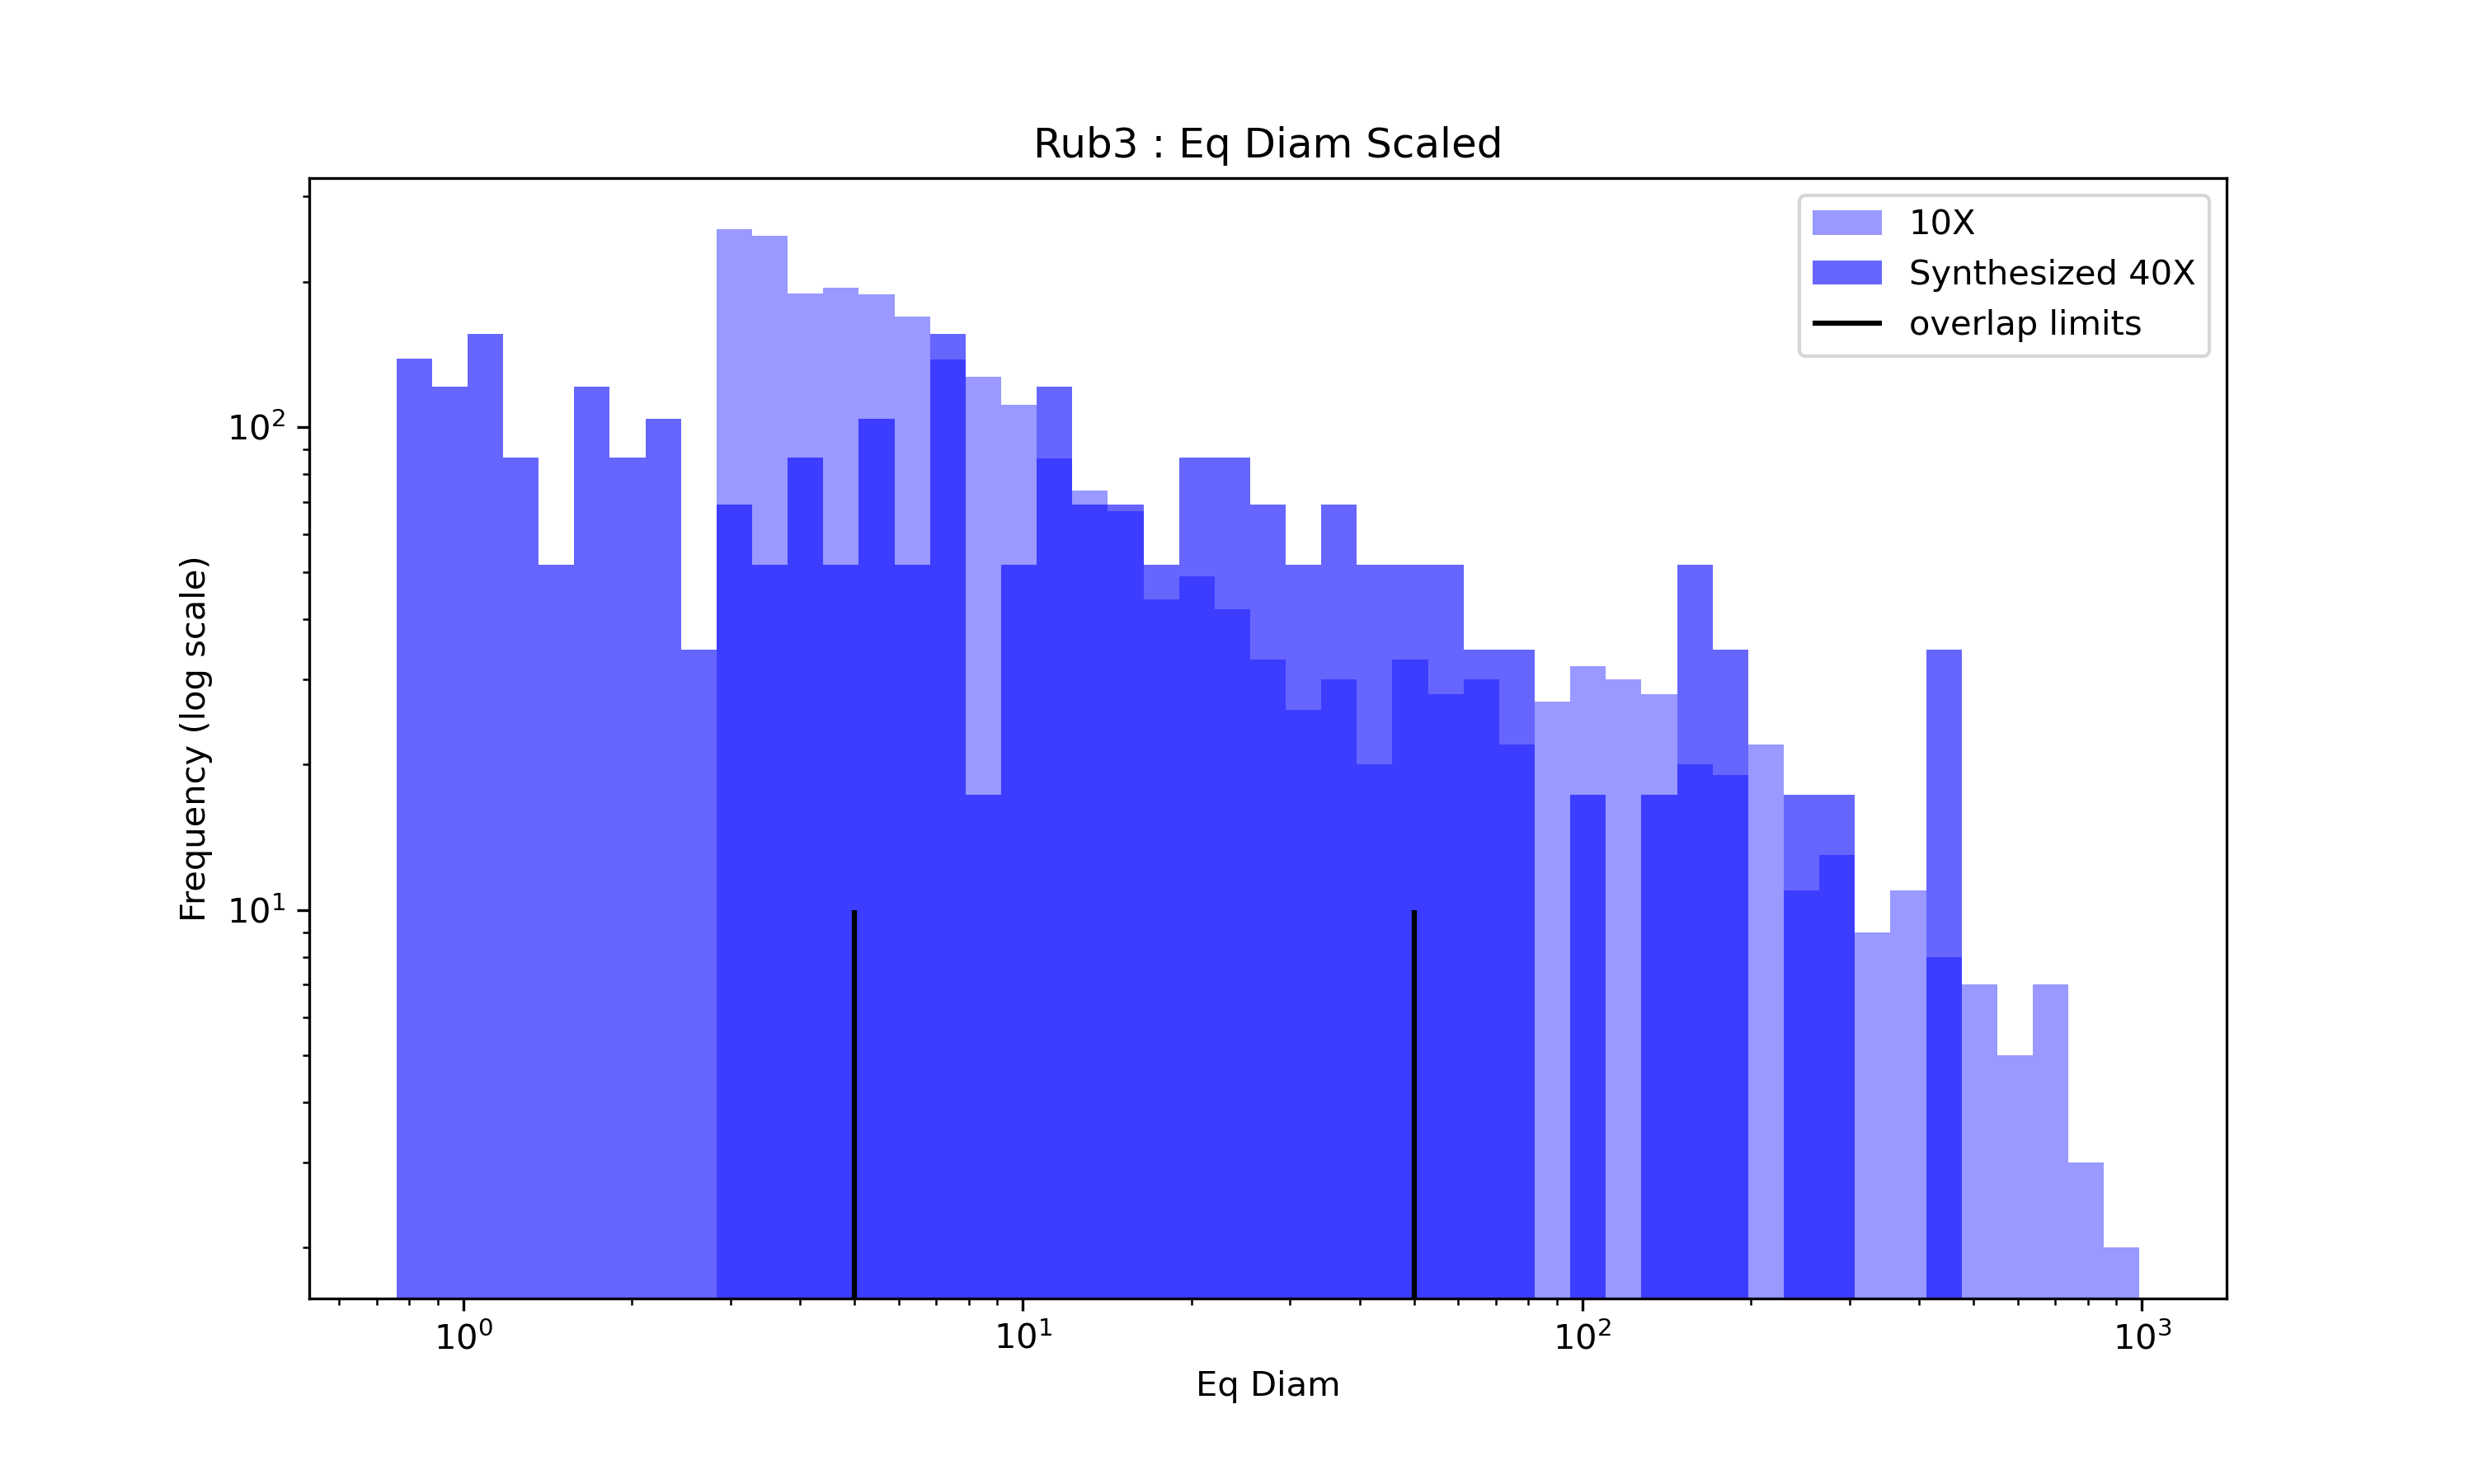 Rub3 : Eq Diam Scaled
10X
Synthesized 40X
overlap limits
Frequency (log scale)
10²
10¹
10⁰ 10¹ 10² 10³
Eq Diam